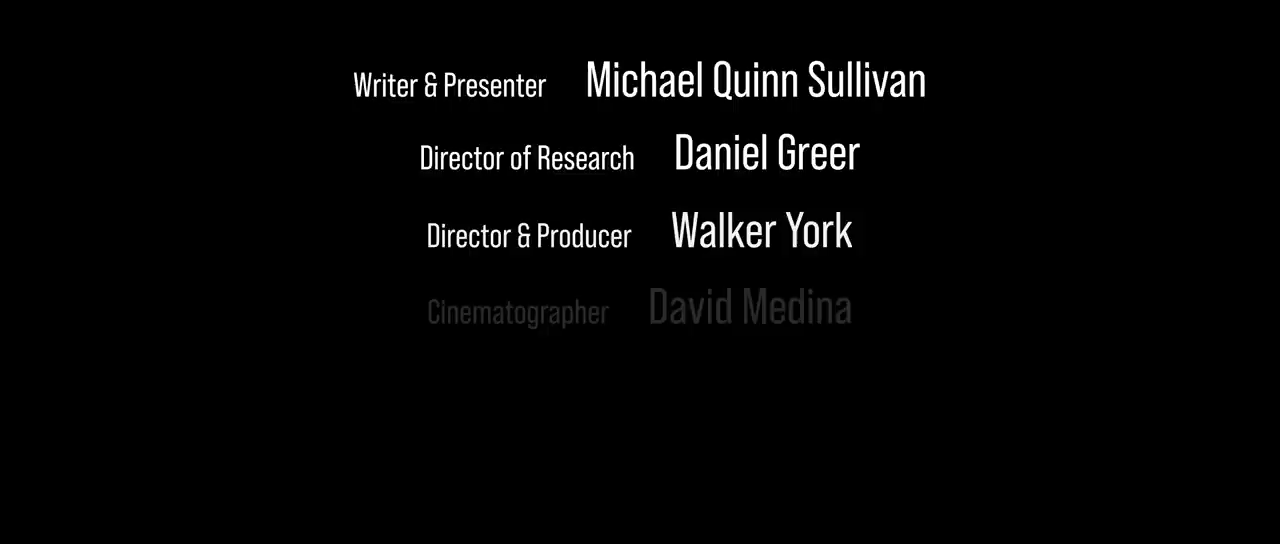 Writer & Presenter Michael Quinn Sullivan
Director of Research Daniel Greer
Director & Producer Walker York
Cinematographer David Medina